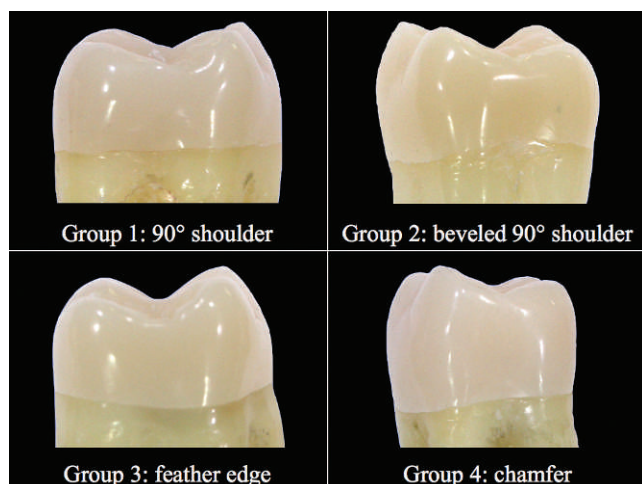 Group 1: 90° shoulder
Group 2: beveled 90° shoulder
Group 3: feather edge
Group 4: chamfer